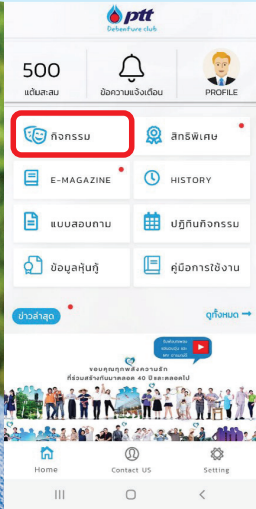 ptt
Debenture club
500
แต้มสะสม
ข้อความแจ้งเตือน
PROFILE
กิจกรรม
สิทธิพิเศษ
E-MAGAZINE
HISTORY
แบบสอบถาม
ปฏิทินกิจกรรม
ข้อมูลหุ้นกู้
คู่มือการใช้งาน
ข่าวล่าสุด
ดูทั้งหมด →
ขอบคุณทุกพลังความรัก
ที่ร่วมสร้างกันมาตลอด 40 ปีและตลอดไป
Home
Contact US
Setting